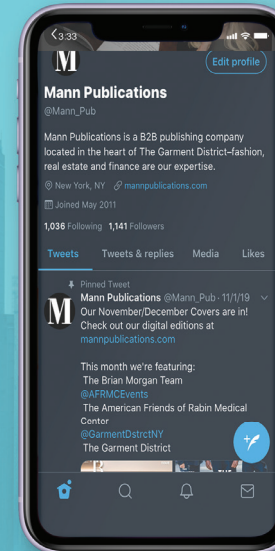 3:33
M
Edit profile
Mann Publications
@Mann_Pub
Mann Publications is a B2B publishing company
located in the heart of The Garment District–fashion,
real estate and finance are our expertise.
New York, NY mannpublications.com
Joined May 2011
1,036 Following 1,141 Followers
Tweets Tweets & replies Media Likes
Pinned Tweet
Mann Publications @Mann_Pub · 11/1/19
M
Our November/December Covers are in!
Check out our digital editions at
mannpublications.com
This month we're featuring:
The Brian Morgan Team
@AFRMCEvents
The American Friends of Rabin Medical
Center
@GarmentDstrctNY
The Garment District